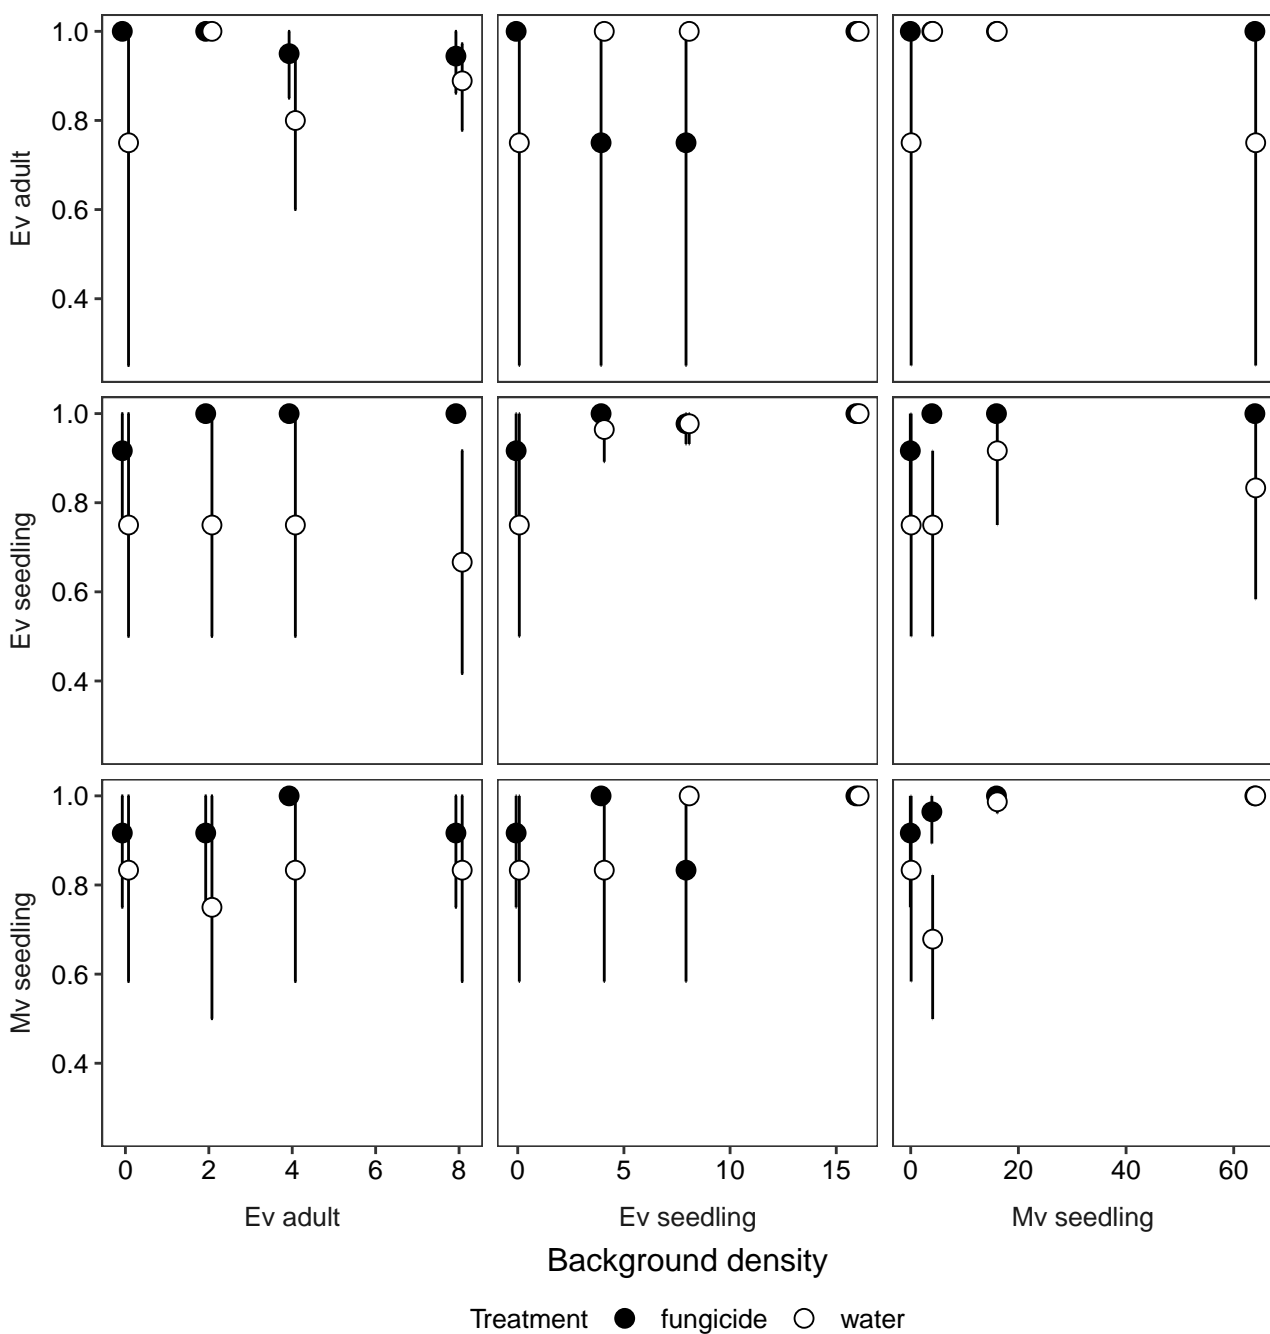 1.0
0.8
0.6
0.4
Ev adult
1.0
0.8
0.6
0.4
Ev seedling
1.0
0.8
0.6
0.4
Mv seedling
0 2 4 6 8 0 5 10 15 0 20 40 60
Ev adult Ev seedling Mv seedling
Background density
Treatment fungicide water